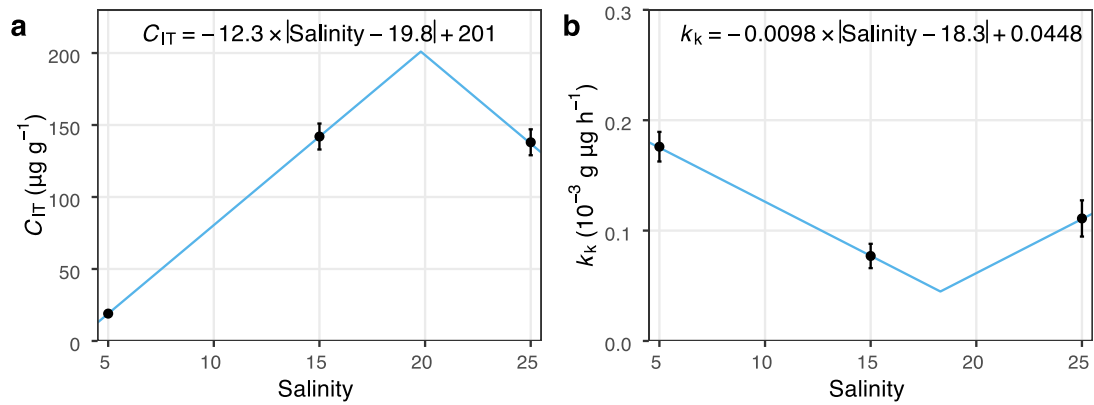 a
C_IT = −12.3 × |Salinity − 19.8| + 201
C_IT (µg g⁻¹)
200
150
100
50
0
5
10
15
20
25
Salinity
b
k_k = −0.0098 × |Salinity − 18.3| + 0.0448
k_k (10⁻³ g µg h⁻¹)
0.3
0.2
0.1
0.0
5
10
15
20
25
Salinity